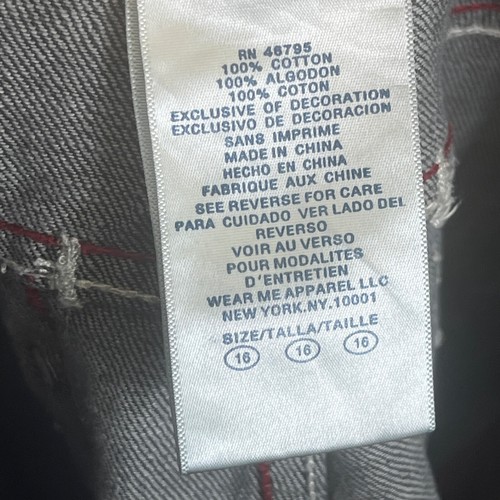 RN 46795
100% COTTON
100% ALGODON
100% COTON
EXCLUSIVE OF DECORATION
EXCLUSIVO DE DECORACION
SANS IMPRIME
MADE IN CHINA
HECHO EN CHINA
FABRIQUE AUX CHINE
SEE REVERSE FOR CARE
PARA CUIDADO VER LADO DEL
REVERSO
VOIR AU VERSO
POUR MODALITES
D'ENTRETIEN
WEAR ME APPAREL LLC
NEW YORK.NY.10001
SIZE/TALLA/TAILLE
16 16 16